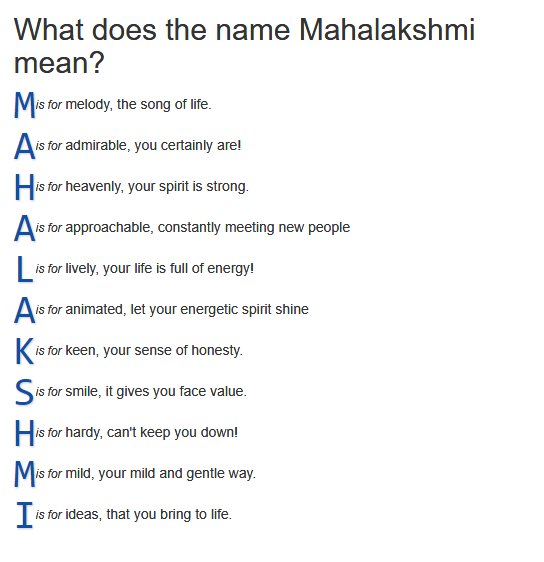 What does the name Mahalakshmi
mean?
M is for melody, the song of life.
A is for admirable, you certainly are!
H is for heavenly, your spirit is strong.
A is for approachable, constantly meeting new people
L is for lively, your life is full of energy!
A is for animated, let your energetic spirit shine
K is for keen, your sense of honesty.
S is for smile, it gives you face value.
H is for hardy, can't keep you down!
M is for mild, your mild and gentle way.
I is for ideas, that you bring to life.